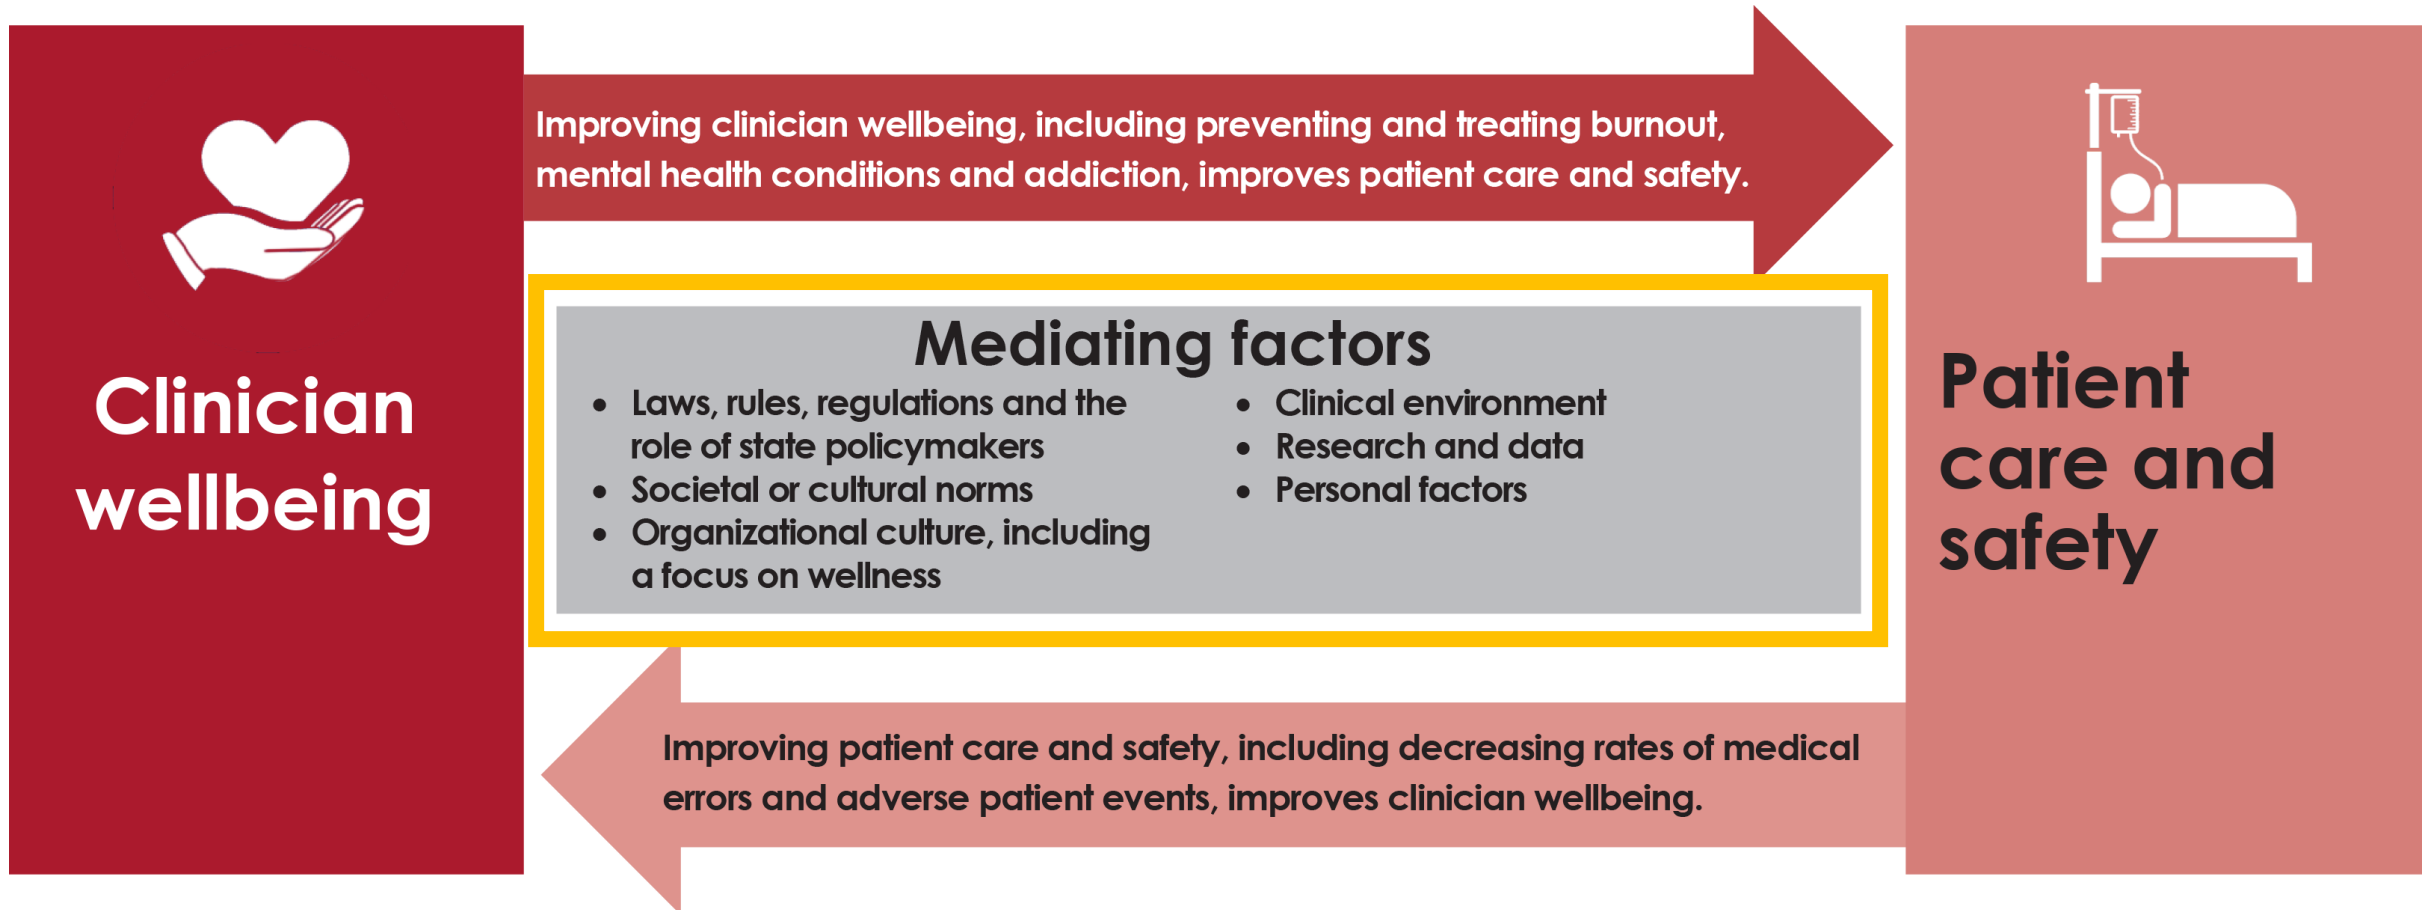 Clinician
wellbeing
Improving clinician wellbeing, including preventing and treating burnout,
mental health conditions and addiction, improves patient care and safety.
Mediating factors
• Laws, rules, regulations and the
role of state policymakers
• Societal or cultural norms
• Organizational culture, including
a focus on wellness
• Clinical environment
• Research and data
• Personal factors
Improving patient care and safety, including decreasing rates of medical
errors and adverse patient events, improves clinician wellbeing.
Patient
care and
safety